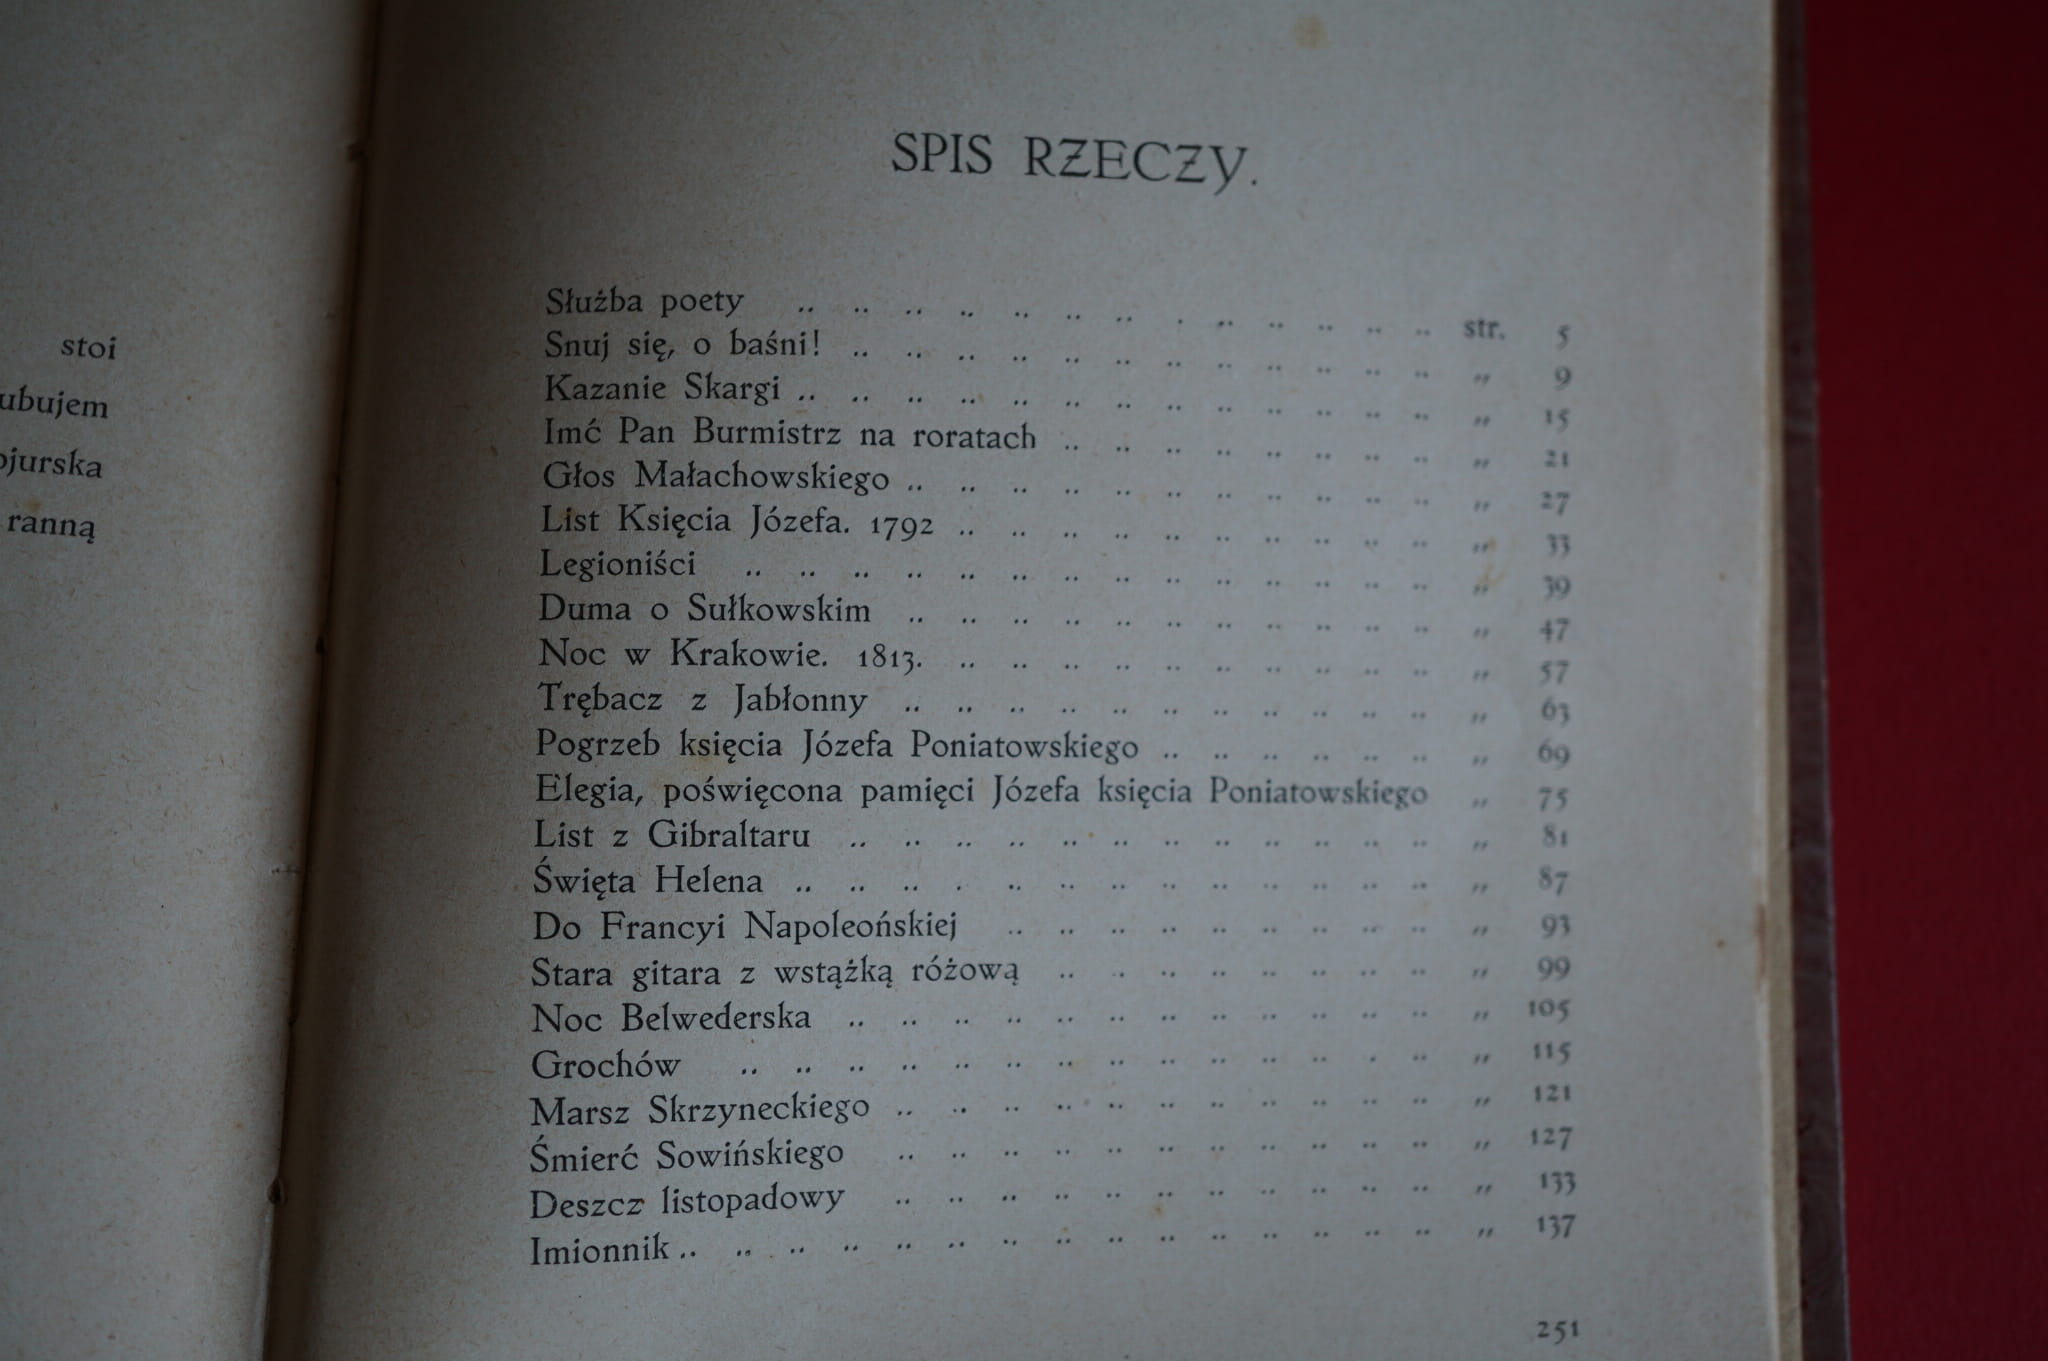 stoi
ubujem
ojurska
ranną
SPIS RZECZY.
Służba poety .. .. .. .. .. .. .. . .. .. .. .. .. str. 5
Snuj się, o baśni! .. .. .. .. .. .. .. .. .. .. .. .. „ 9
Kazanie Skargi .. .. .. .. .. .. .. .. .. .. .. .. .. „ 15
Imć Pan Burmistrz na roratach .. .. .. .. .. .. .. .. „ 21
Głos Małachowskiego .. .. .. .. .. .. .. .. .. .. .. „ 27
List Księcia Józefa. 1792 .. .. .. .. .. .. .. .. .. .. „ 33
Legioniści .. .. .. .. .. .. .. .. .. .. .. .. .. .. „ 39
Duma o Sułkowskim .. .. .. .. .. .. .. .. .. .. .. „ 47
Noc w Krakowie. 1813. .. .. .. .. .. .. .. .. .. .. „ 57
Trębacz z Jabłonny .. .. .. .. .. .. .. .. .. .. .. „ 63
Pogrzeb księcia Józefa Poniatowskiego .. .. .. .. .. .. „ 69
Elegia, poświęcona pamięci Józefa księcia Poniatowskiego „ 75
List z Gibraltaru .. .. .. .. .. .. .. .. .. .. .. .. „ 81
Święta Helena .. .. .. . .. .. .. .. .. .. .. .. .. „ 87
Do Francyi Napoleońskiej .. .. .. .. .. .. .. .. .. „ 93
Stara gitara z wstążką różową .. .. .. .. .. .. .. .. „ 99
Noc Belwederska .. .. .. .. .. .. .. .. .. .. .. .. „ 105
Grochów .. .. .. .. .. .. .. .. .. .. .. .. . .. „ 115
Marsz Skrzyneckiego .. .. .. .. .. .. .. .. .. .. .. „ 121
Śmierć Sowińskiego .. .. .. .. .. .. .. .. .. .. .. „ 127
Deszcz listopadowy .. .. .. .. .. .. .. .. .. .. .. „ 133
Imionnik .. .. .. .. .. .. .. .. .. .. .. .. .. .. .. „ 137
251